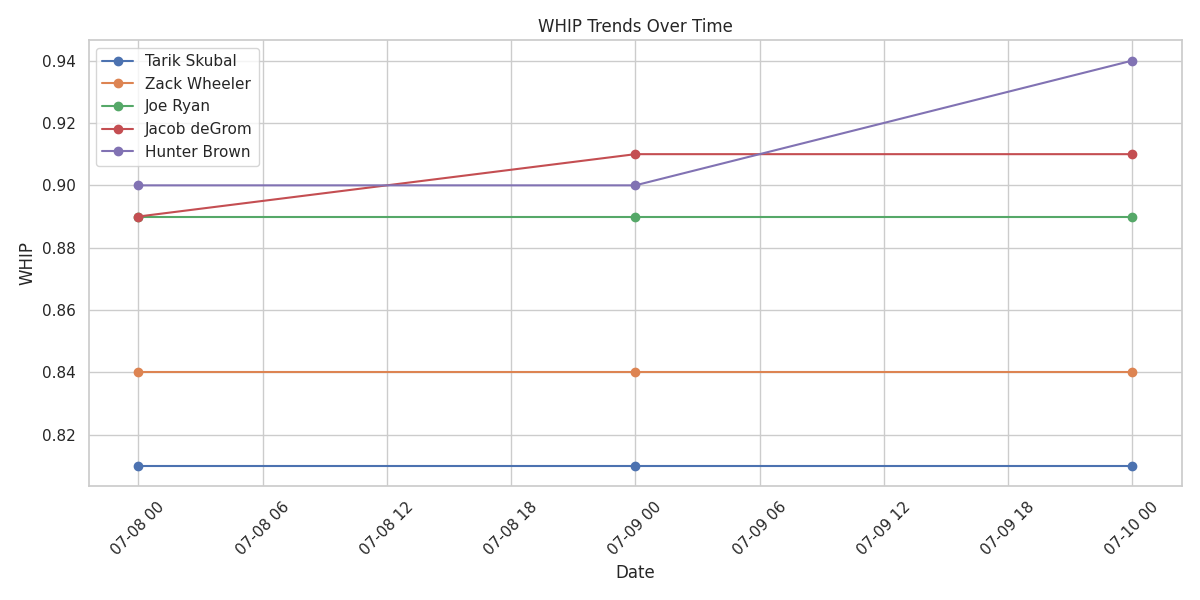 WHIP Trends Over Time
Tarik Skubal
Zack Wheeler
Joe Ryan
Jacob deGrom
Hunter Brown
0.94
0.92
0.90
0.88
0.86
0.84
0.82
WHIP
07-08 00
07-08 06
07-08 12
07-08 18
07-09 00
07-09 06
07-09 12
07-09 18
07-10 00
Date